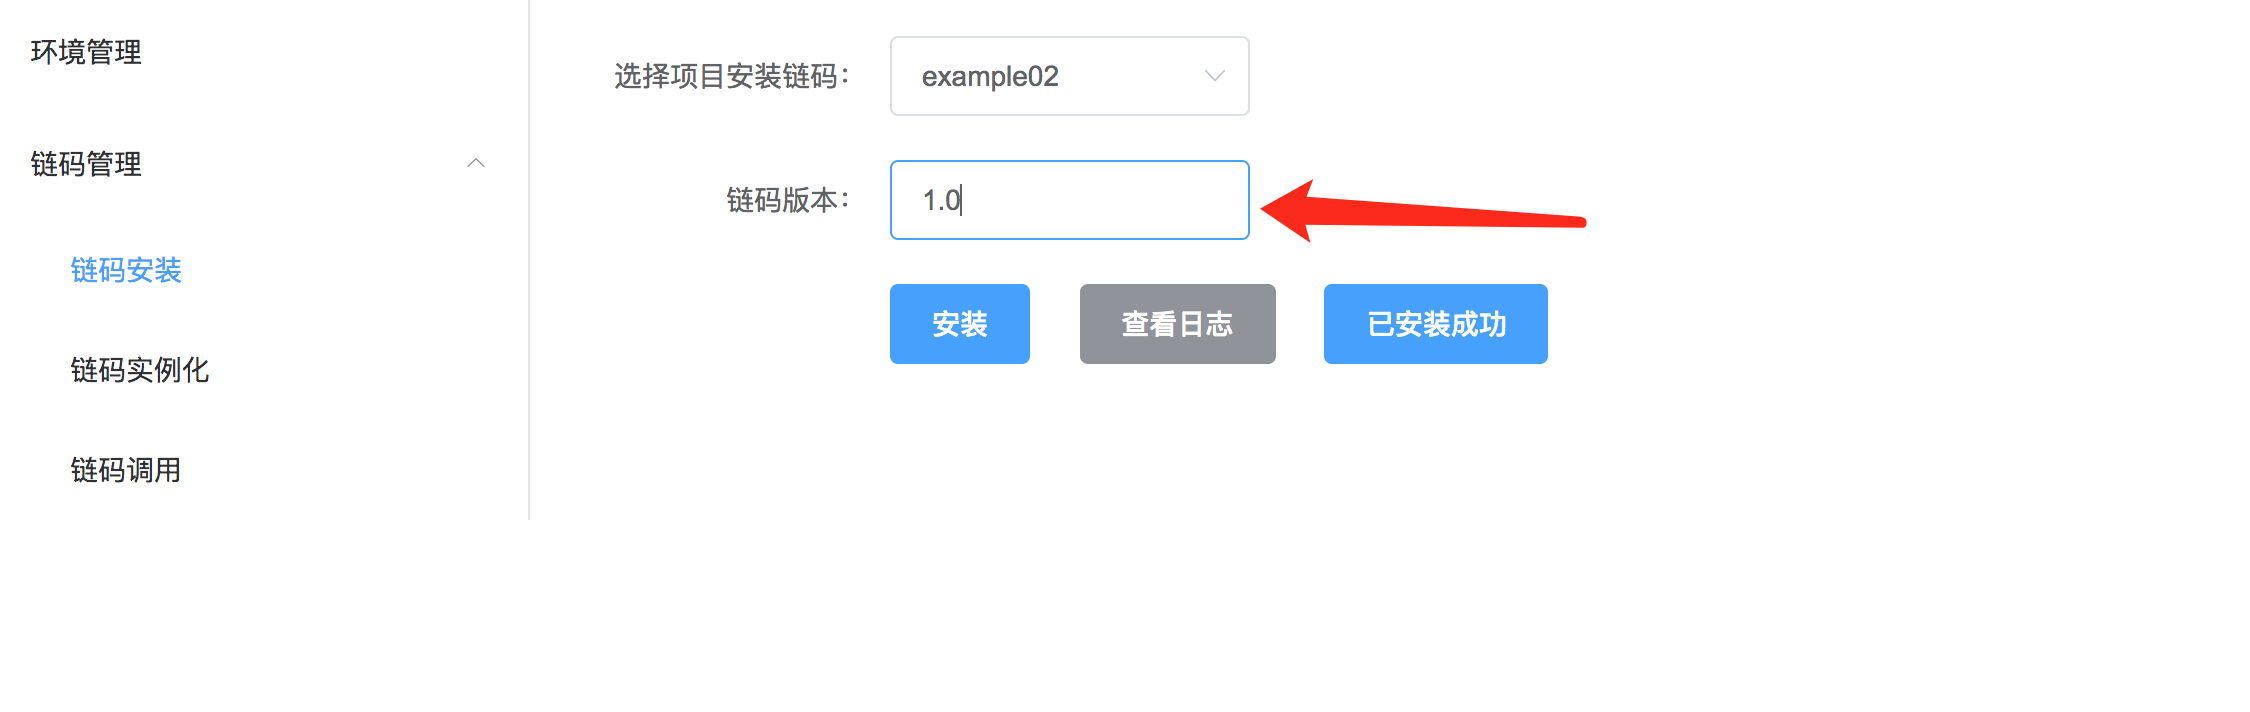 环境管理
链码管理
链码安装
链码实例化
链码调用
选择项目安装链码：
example02
链码版本：
1.0
安装
查看日志
已安装成功